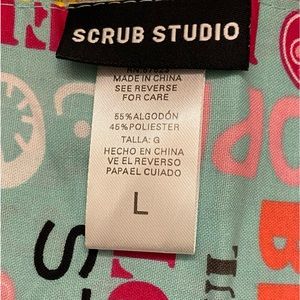 SCRUB STUDIO
MADE IN CHINA
SEE REVERSE
FOR CARE
55% ALGODÓN
45% POLIESTER
TALLA: G
HECHO EN CHINA
VE EL REVERSO
PAPA EL CUIADO
L